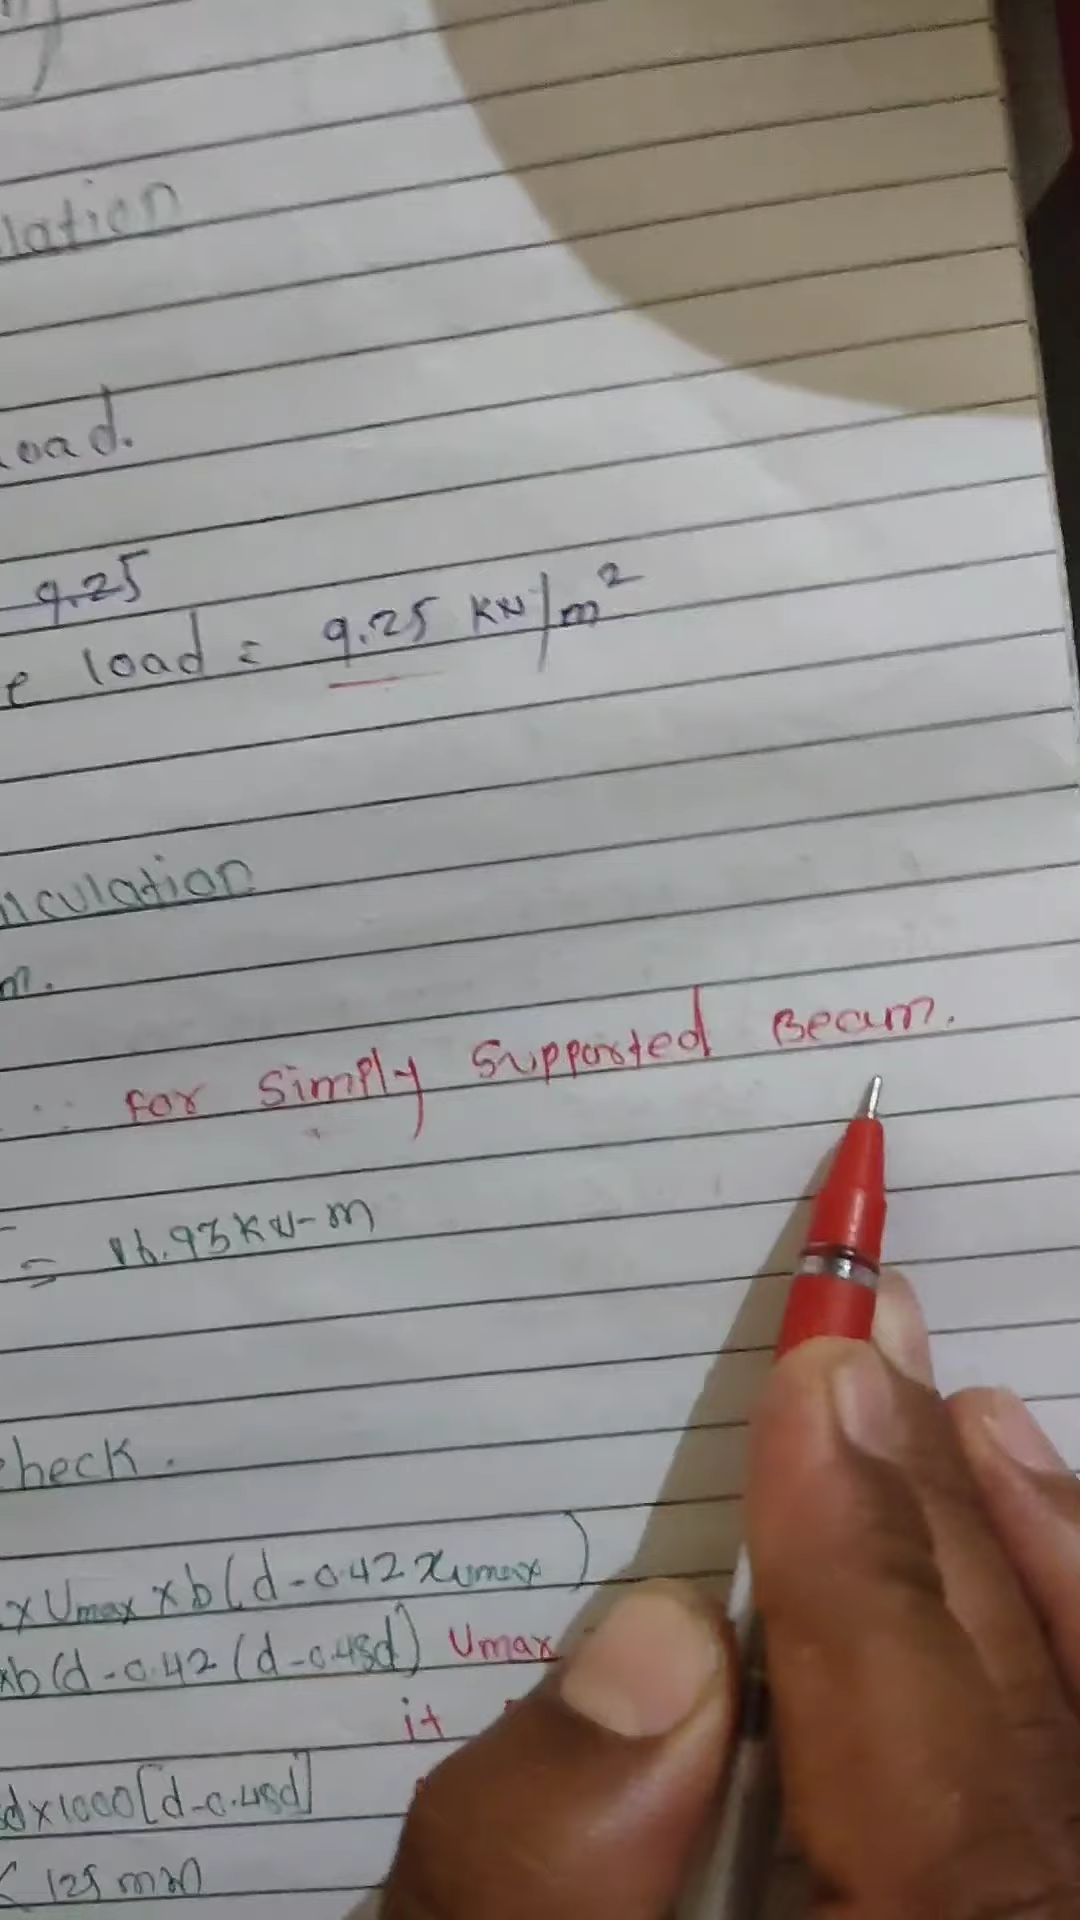 lation
oad.
9.25
e load = 9.25 KN/m²
lculation
m.
for Simply Supported Beam.
= 16.93 KN-m
heck.
x Umax x b(d-0.42 xumax)
xb(d-0.42(d-0.48d) Umax
it
dx1000[d-0.48d]
< 125 mm